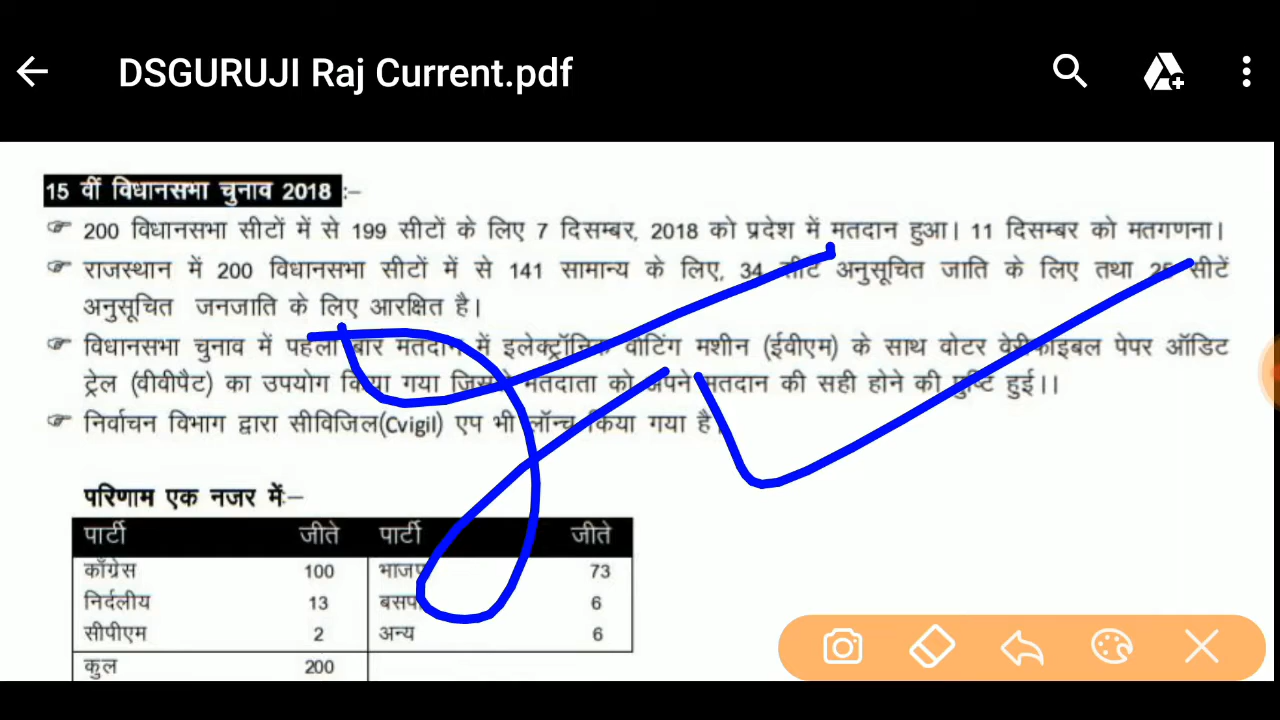 DSGURUJI Raj Current.pdf
15 वीं विधानसभा चुनाव 2018 :–
☞ 200 विधानसभा सीटों में से 199 सीटों के लिए 7 दिसम्बर, 2018 को प्रदेश में मतदान हुआ। 11 दिसम्बर को मतगणना।
☞ राजस्थान में 200 विधानसभा सीटों में से 141 सामान्य के लिए, 34 सीटें अनुसूचित जाति के लिए तथा 25 सीटें
अनुसूचित जनजाति के लिए आरक्षित है।
☞ विधानसभा चुनाव में पहली बार मतदान में इलेक्ट्रॉनिक वोटिंग मशीन (ईवीएम) के साथ वोटर वेरीफाइबल पेपर ऑडिट
ट्रेल (वीवीपैट) का उपयोग किया गया जिससे मतदाता को अपने मतदान की सही होने की पुष्टि हुई।।
☞ निर्वाचन विभाग द्वारा सीविजिल(Cvigil) एप भी लॉन्च किया गया है।
परिणाम एक नजर में:–
पार्टी जीते पार्टी जीते
काँग्रेस 100 भाजपा 73
निर्दलीय 13 बसपा 6
सीपीएम 2 अन्य 6
कुल 200